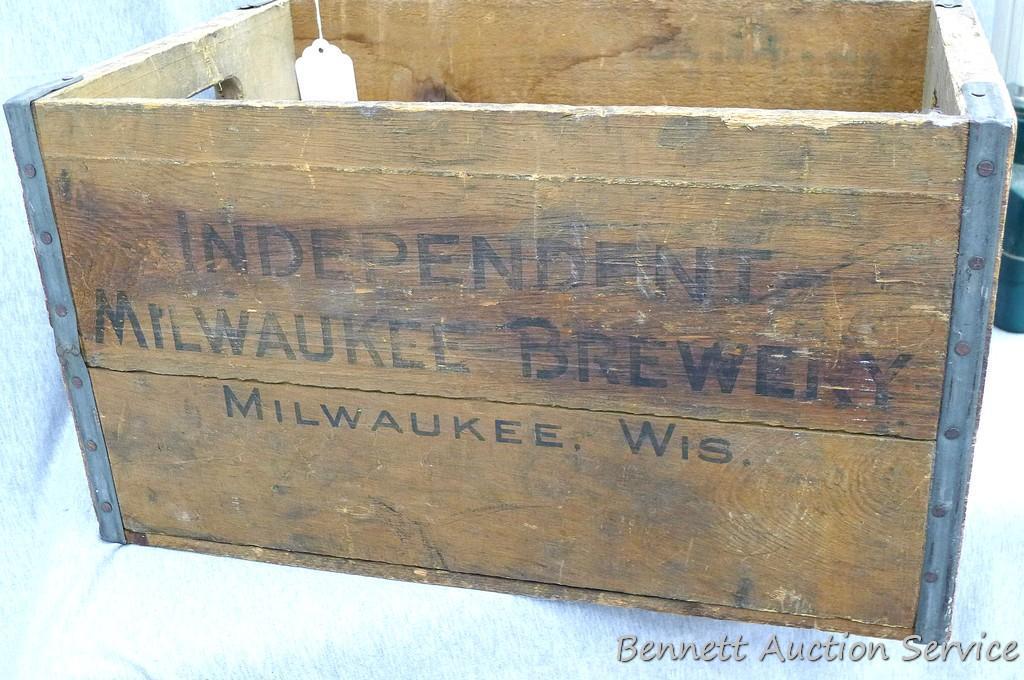 INDEPENDENT
MILWAUKEE BREWERY
MILWAUKEE, WIS.
Bennett Auction Service